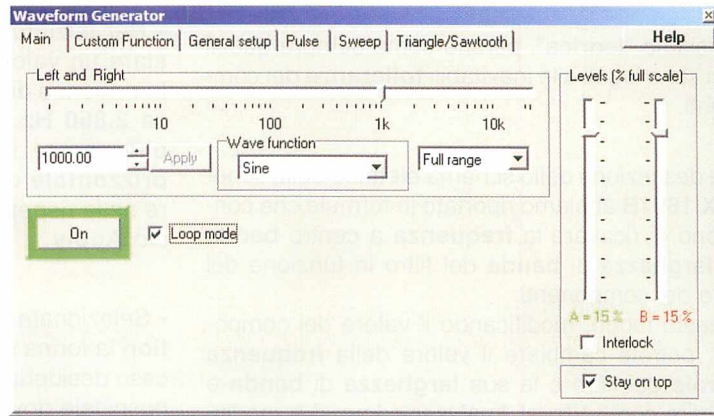 Waveform Generator
Main Custom Function General setup Pulse Sweep Triangle/Sawtooth Help
Left and Right
10 100 1k 10k
1000.00 Apply
Wave function
Sine
Full range
On
Loop mode
Levels (% full scale)
A = 15 % B = 15 %
Interlock
Stay on top